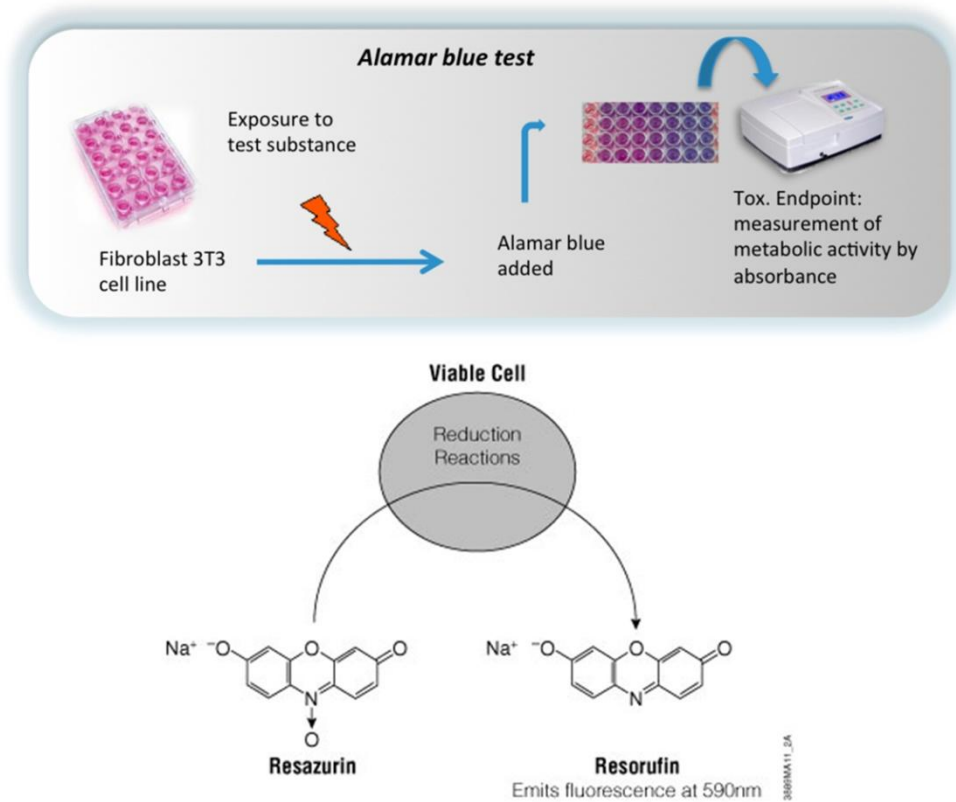 Alamar blue test
Exposure to
test substance
Fibroblast 3T3
cell line
Alamar blue
added
Tox. Endpoint:
measurement of
metabolic activity by
absorbance
Viable Cell
Reduction
Reactions
Na⁺ ⁻O O O
N
O
Resazurin
Na⁺ ⁻O O O
N
Resorufin
Emits fluorescence at 590nm
3889MA11_2A